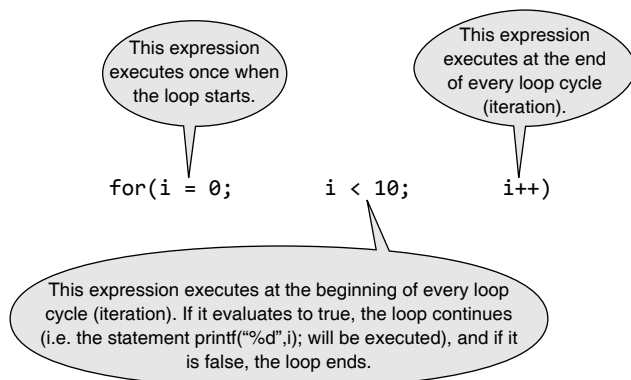 This expression
executes once when
the loop starts.
This expression
executes at the end
of every loop cycle
(iteration).
for(i = 0; i < 10; i++)
This expression executes at the beginning of every loop
cycle (iteration). If it evaluates to true, the loop continues
(i.e. the statement printf(“%d”,i); will be executed), and if it
is false, the loop ends.